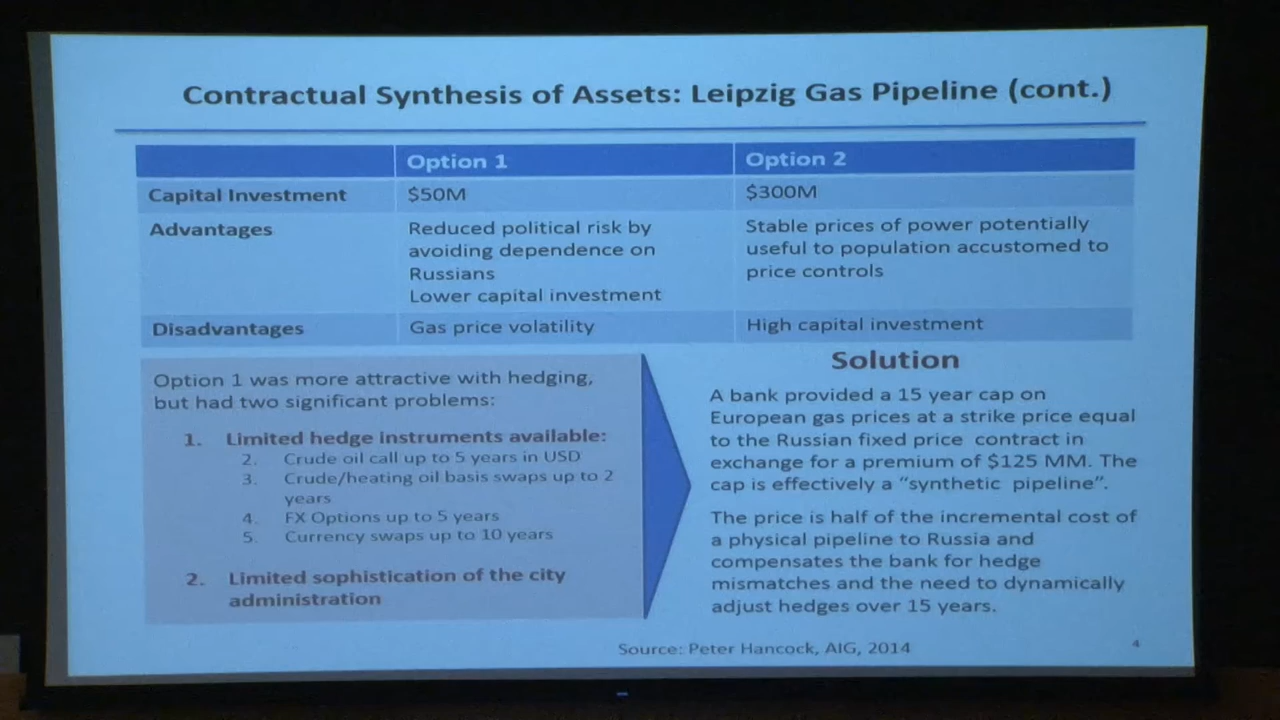 Contractual Synthesis of Assets: Leipzig Gas Pipeline (cont.)
Option 1
Option 2
Capital Investment
$50M
$300M
Advantages
Reduced political risk by
avoiding dependence on
Russians
Lower capital investment
Stable prices of power potentially
useful to population accustomed to
price controls
Disadvantages
Gas price volatility
High capital investment
Option 1 was more attractive with hedging,
but had two significant problems:
1. Limited hedge instruments available:
2. Crude oil call up to 5 years in USD
3. Crude/heating oil basis swaps up to 2
years
4. FX Options up to 5 years
5. Currency swaps up to 10 years
2. Limited sophistication of the city
administration
Solution
A bank provided a 15 year cap on
European gas prices at a strike price equal
to the Russian fixed price contract in
exchange for a premium of $125 MM. The
cap is effectively a “synthetic pipeline”.
The price is half of the incremental cost of
a physical pipeline to Russia and
compensates the bank for hedge
mismatches and the need to dynamically
adjust hedges over 15 years.
Source: Peter Hancock, AIG, 2014
4